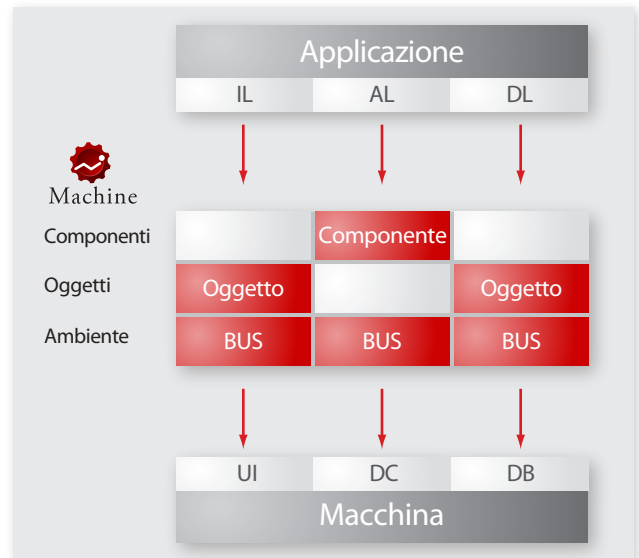 Applicazione
IL AL DL
Machine
Componenti Componente
Oggetti Oggetto Oggetto
Ambiente BUS BUS BUS
UI DC DB
Macchina